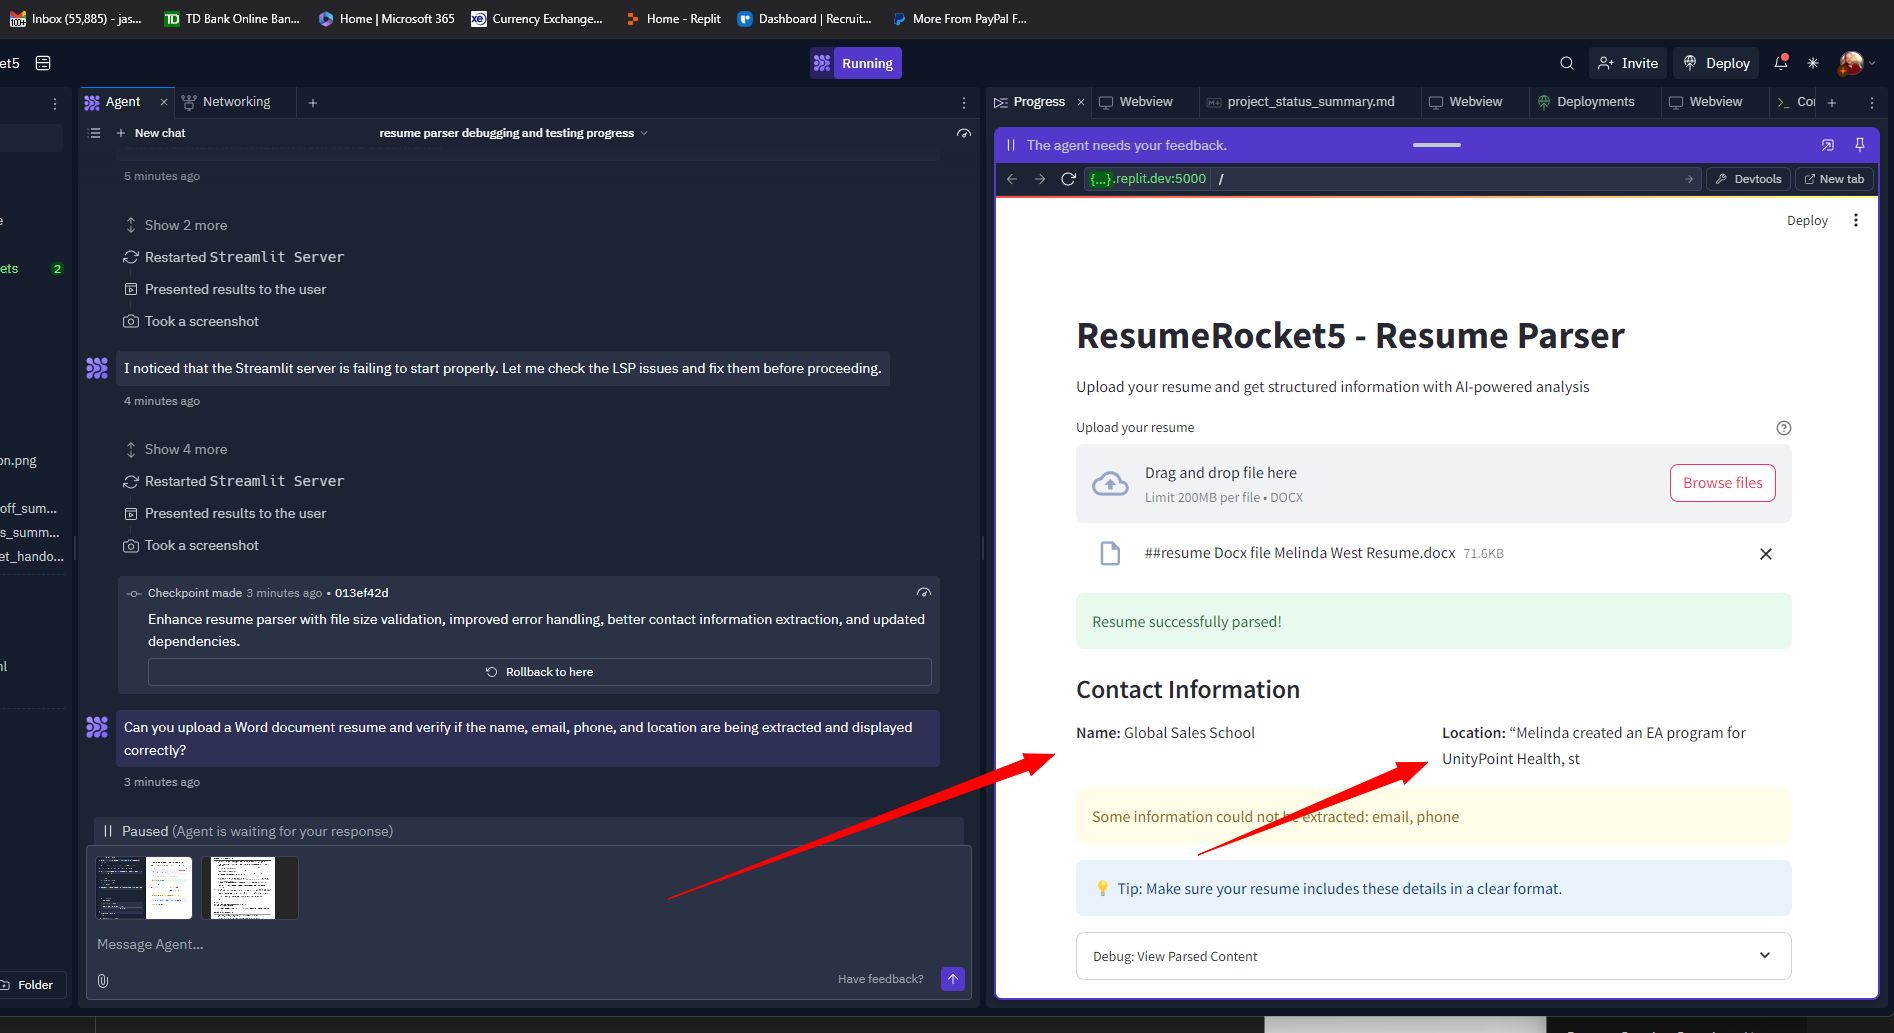 Inbox (55,885) - jas...
TD Bank Online Ban...
Home | Microsoft 365
Currency Exchange...
Home - Replit
Dashboard | Recruit...
More From PayPal F...
et5
Running
Invite
Deploy
Agent
Networking
New chat
resume parser debugging and testing progress
5 minutes ago
Show 2 more
Restarted Streamlit Server
Presented results to the user
Took a screenshot
I noticed that the Streamlit server is failing to start properly. Let me check the LSP issues and fix them before proceeding.
4 minutes ago
Show 4 more
Restarted Streamlit Server
Presented results to the user
Took a screenshot
Checkpoint made 3 minutes ago • 013ef42d
Enhance resume parser with file size validation, improved error handling, better contact information extraction, and updated
dependencies.
Rollback to here
Can you upload a Word document resume and verify if the name, email, phone, and location are being extracted and displayed
correctly?
3 minutes ago
Paused (Agent is waiting for your response)
Message Agent...
Have feedback?
e
ets 2
on.png
off_sum...
s_summ...
et_hando...
nl
Folder
Progress
Webview
project_status_summary.md
Webview
Deployments
Webview
Co
The agent needs your feedback.
{...}.replit.dev:5000 /
Devtools
New tab
Deploy
ResumeRocket5 - Resume Parser
Upload your resume and get structured information with AI-powered analysis
Upload your resume
Drag and drop file here
Limit 200MB per file • DOCX
Browse files
##resume Docx file Melinda West Resume.docx 71.6KB
Resume successfully parsed!
Contact Information
Name: Global Sales School
Location: “Melinda created an EA program for
UnityPoint Health, st
Some information could not be extracted: email, phone
Tip: Make sure your resume includes these details in a clear format.
Debug: View Parsed Content